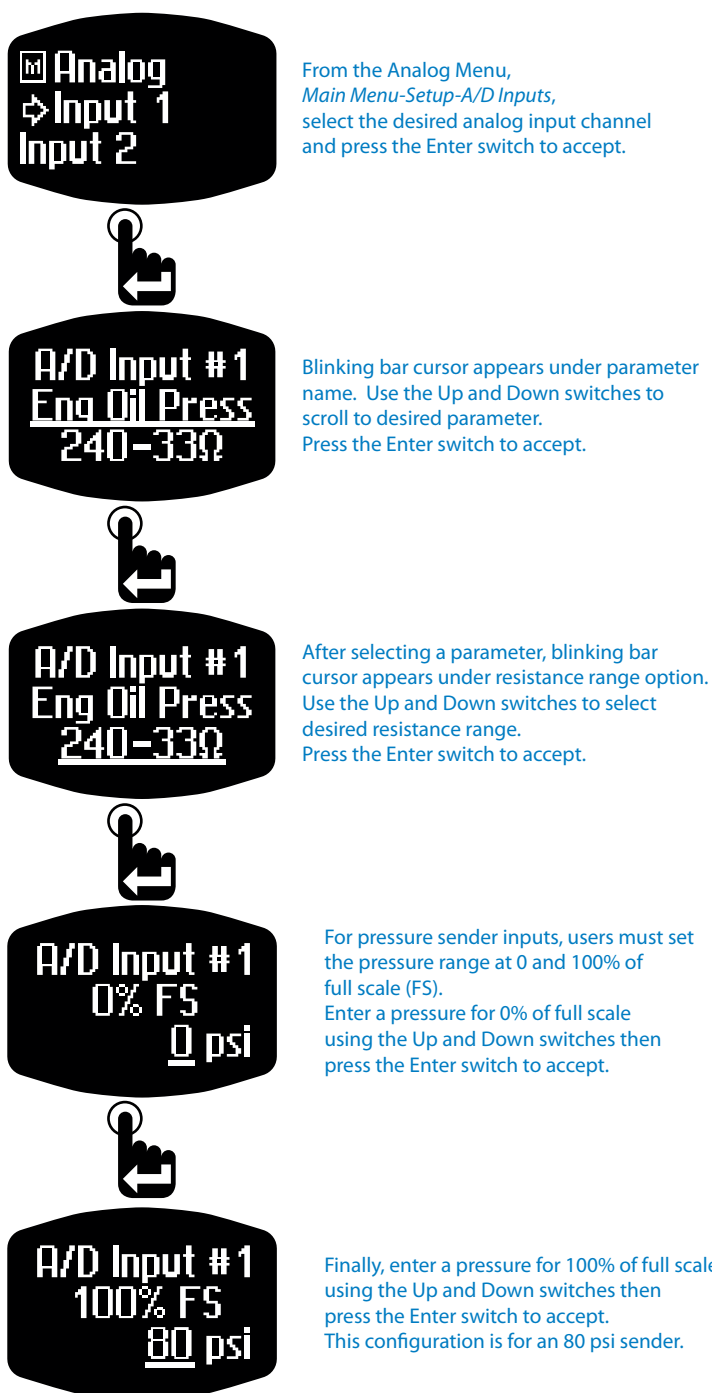 M Analog
Input 1
Input 2
From the Analog Menu,
Main Menu-Setup-A/D Inputs,
select the desired analog input channel
and press the Enter switch to accept.
A/D Input #1
Eng Oil Press
240-33Ω
Blinking bar cursor appears under parameter
name. Use the Up and Down switches to
scroll to desired parameter.
Press the Enter switch to accept.
A/D Input #1
Eng Oil Press
240-33Ω
After selecting a parameter, blinking bar
cursor appears under resistance range option.
Use the Up and Down switches to select
desired resistance range.
Press the Enter switch to accept.
A/D Input #1
0% FS
0 psi
For pressure sender inputs, users must set
the pressure range at 0 and 100% of
full scale (FS).
Enter a pressure for 0% of full scale
using the Up and Down switches then
press the Enter switch to accept.
A/D Input #1
100% FS
80 psi
Finally, enter a pressure for 100% of full scale
using the Up and Down switches then
press the Enter switch to accept.
This configuration is for an 80 psi sender.